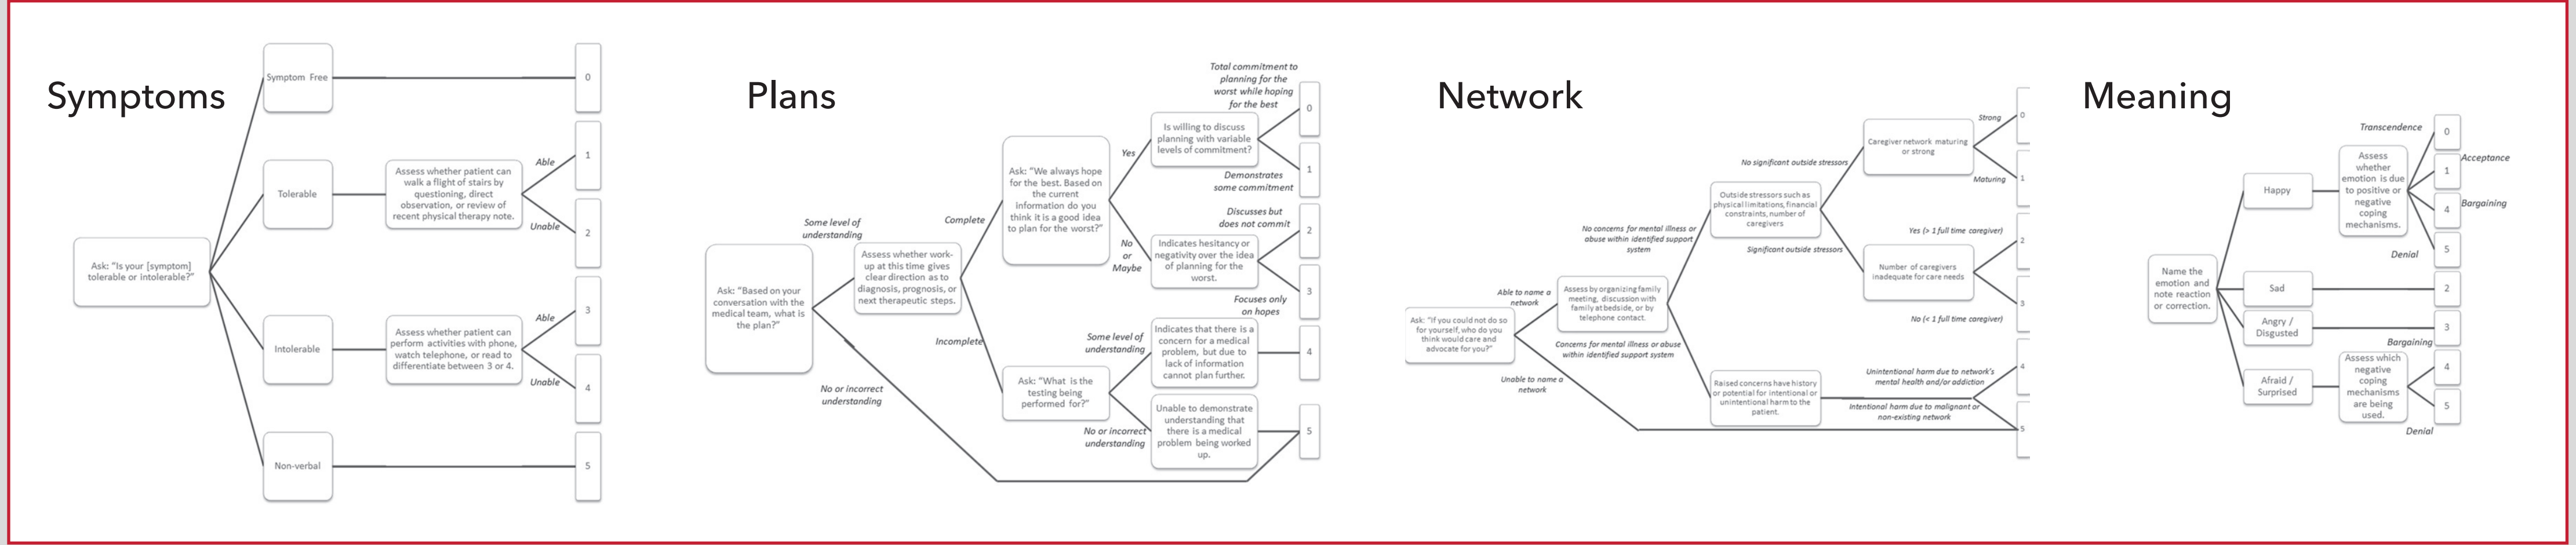 Symptoms
Ask: “Is your [symptom]
tolerable or intolerable?”
Symptom Free
Tolerable
Intolerable
Non-verbal
Assess whether patient can
walk a flight of stairs by
questioning, direct
observation, or review of
recent physical therapy note.
Assess whether patient can
perform activities with phone,
watch telephone, or read to
differentiate between 3 or 4.
Able
Unable
Able
Unable
0
1
2
3
4
5
Plans
Ask: “Based on your
conversation with the
medical team, what is
the plan?”
Some level of
understanding
No or incorrect
understanding
Assess whether work-
up at this time gives
clear direction as to
diagnosis, prognosis, or
next therapeutic steps.
Complete
Incomplete
Ask: “We always hope
for the best. Based on
the current
information do you
think it is a good idea
to plan for the worst?”
Yes
No
or
Maybe
Ask: “What is the
testing being
performed for?”
Some level of
understanding
No or incorrect
understanding
Is willing to discuss
planning with variable
levels of commitment?
Indicates hesitancy or
negativity over the idea
of planning for the
worst.
Indicates that there is a
concern for a medical
problem, but due to
lack of information
cannot plan further.
Unable to demonstrate
understanding that
there is a medical
problem being worked
up.
Total commitment to
planning for the
worst while hoping
for the best
Demonstrates
some commitment
Discusses but
does not commit
Focuses only
on hopes
0
1
2
3
4
5
Network
Ask: “If you could not do so
for yourself, who do you
think would care and
advocate for you?”
Able to name a
network
Unable to name a
network
Assess by organizing family
meeting, discussion with
family at bedside, or by
telephone contact.
No concerns for mental illness or
abuse within identified support
system
Concerns for mental illness or abuse
within identified support system
Outside stressors such as
physical limitations, financial
constraints, number of
caregivers
Raised concerns have history
or potential for intentional or
unintentional harm to the
patient.
No significant outside stressors
Significant outside stressors
Caregiver network maturing
or strong
Number of caregivers
inadequate for care needs
Strong
Maturing
Yes (> 1 full time caregiver)
No (< 1 full time caregiver)
Unintentional harm due to network’s
mental health and/or addiction
Intentional harm due to malignant or
non-existing network
0
1
2
3
4
5
Meaning
Name the
emotion and
note reaction
or correction.
Happy
Sad
Angry /
Disgusted
Afraid /
Surprised
Assess
whether
emotion is due
to positive or
negative
coping
mechanisms.
Assess which
negative
coping
mechanisms
are being
used.
Transcendence
Acceptance
Bargaining
Denial
Bargaining
Denial
0
1
4
5
2
3
4
5